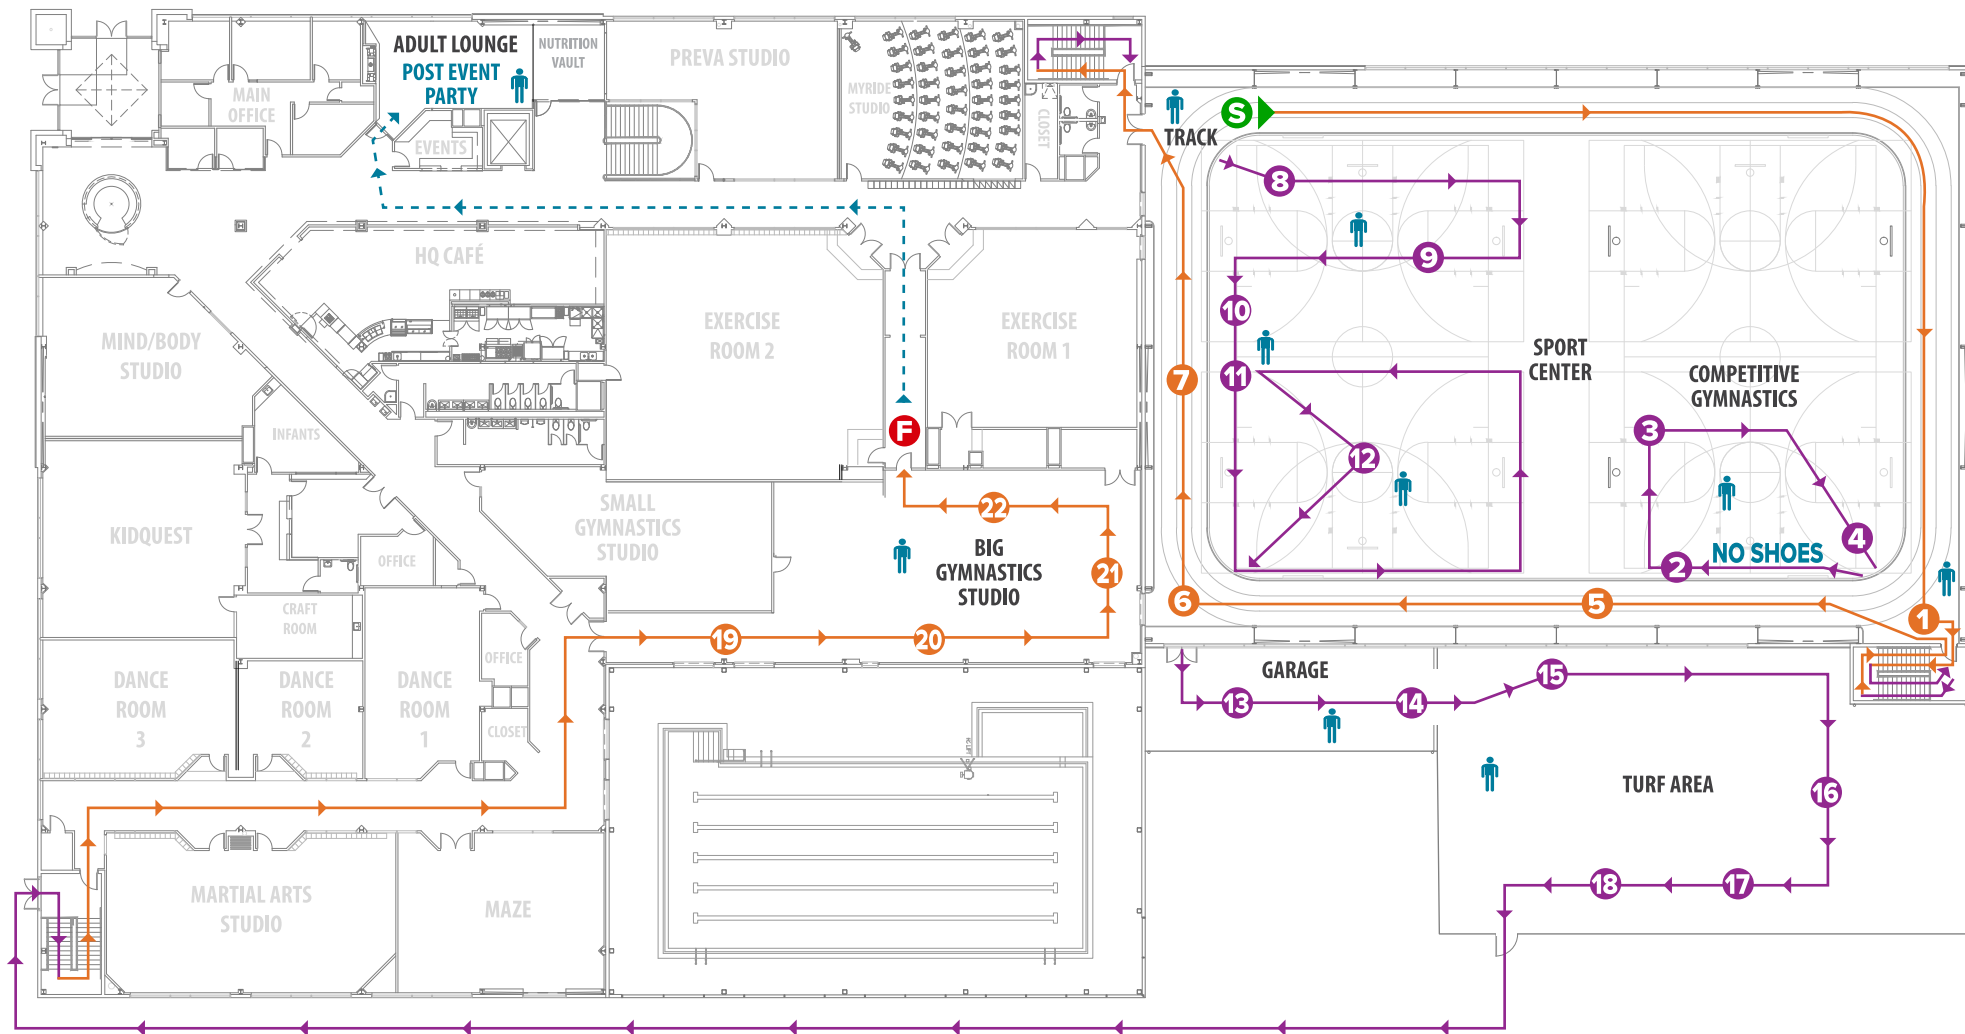 ADULT LOUNGE
POST EVENT
PARTY
NUTRITION
VAULT
PREVA STUDIO
MYRIDE
STUDIO
CLOSET
MAIN
OFFICE
EVENTS
TRACK
S
8
9
10
11
12
7
6
5
1
2
3
4
SPORT
CENTER
COMPETITIVE
GYMNASTICS
NO SHOES
HQ CAFÉ
MIND/BODY
STUDIO
EXERCISE
ROOM 2
EXERCISE
ROOM 1
F
INFANTS
KIDQUEST
OFFICE
SMALL
GYMNASTICS
STUDIO
BIG
GYMNASTICS
STUDIO
22
21
20
19
CRAFT
ROOM
OFFICE
DANCE
ROOM
3
DANCE
ROOM
2
DANCE
ROOM
1
CLOSET
GARAGE
13
14
15
16
17
18
TURF AREA
MARTIAL ARTS
STUDIO
MAZE